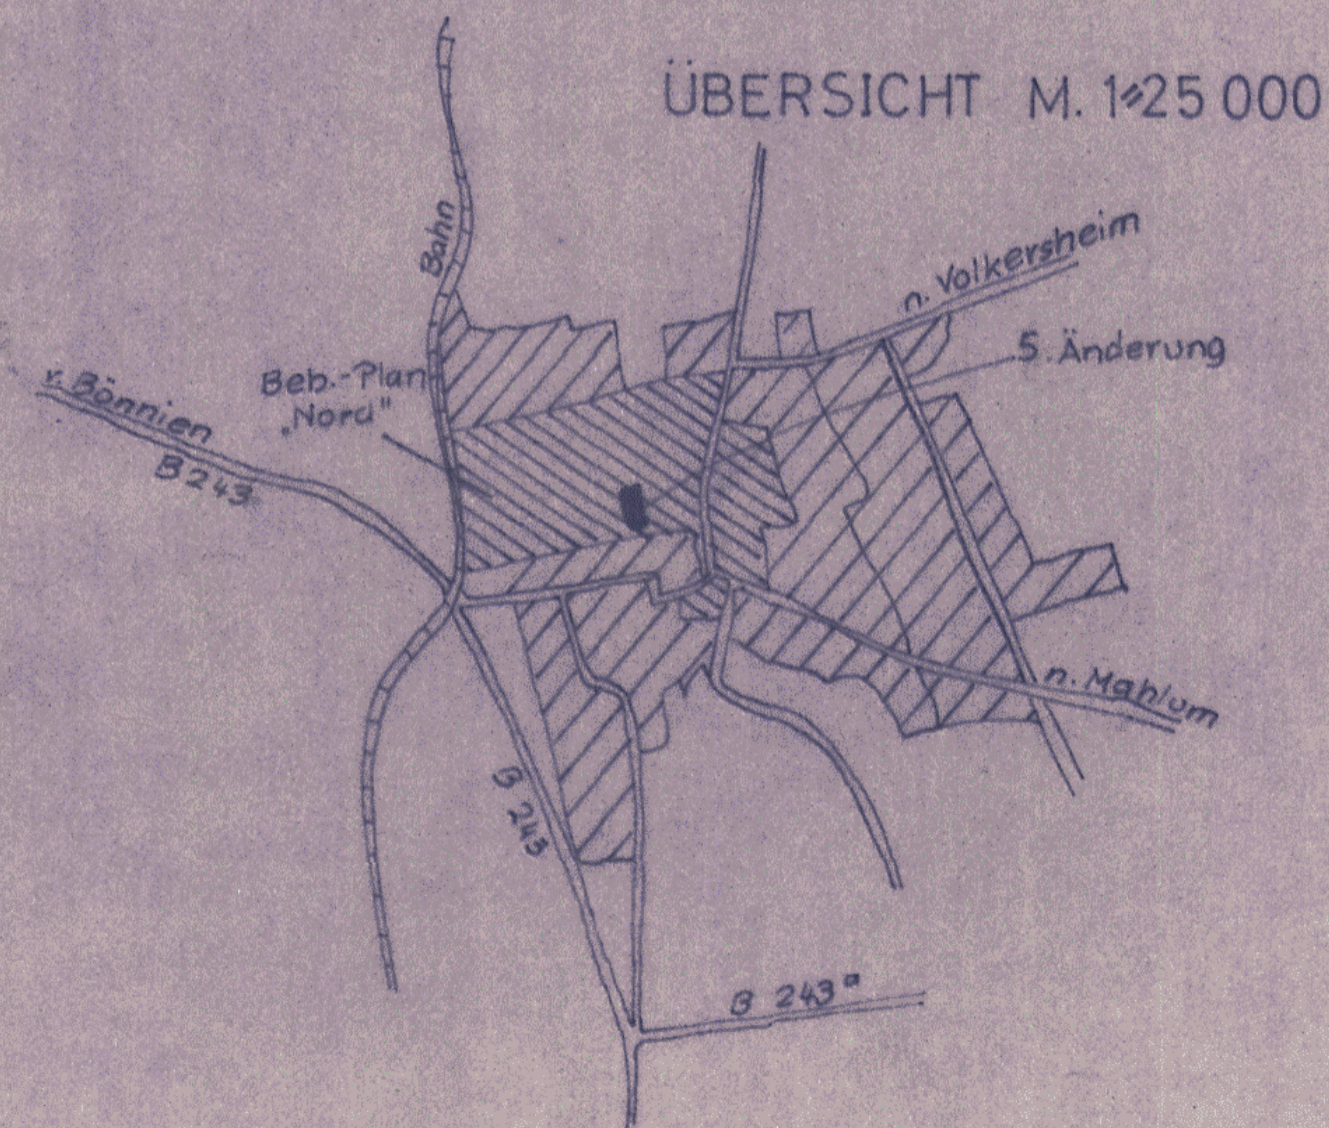 ÜBERSICHT M. 1=25 000
Bahn
n. Volkersheim
5. Änderung
Beb.-Plan
„Nord"
v. Bönnien
B 243
n. Mahlum
B 243
B 243ª